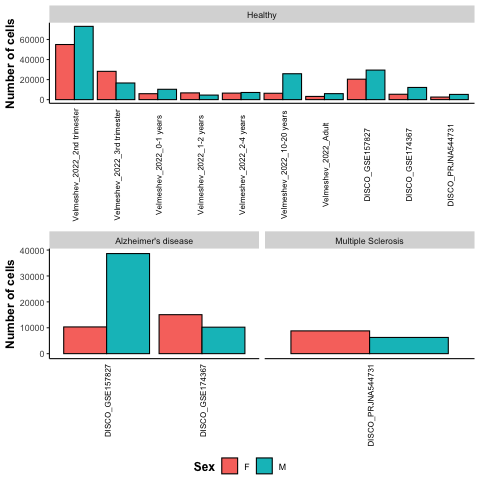 Healthy
Number of cells
60000
40000
20000
0
Velmeshev_2022_2nd trimester
Velmeshev_2022_3rd trimester
Velmeshev_2022_0-1 years
Velmeshev_2022_1-2 years
Velmeshev_2022_2-4 years
Velmeshev_2022_10-20 years
Velmeshev_2022_Adult
DISCO_GSE157827
DISCO_GSE174367
DISCO_PRJNA544731
Alzheimer's disease
Multiple Sclerosis
Number of cells
40000
30000
20000
10000
0
DISCO_GSE157827
DISCO_GSE174367
DISCO_PRJNA544731
Sex F M